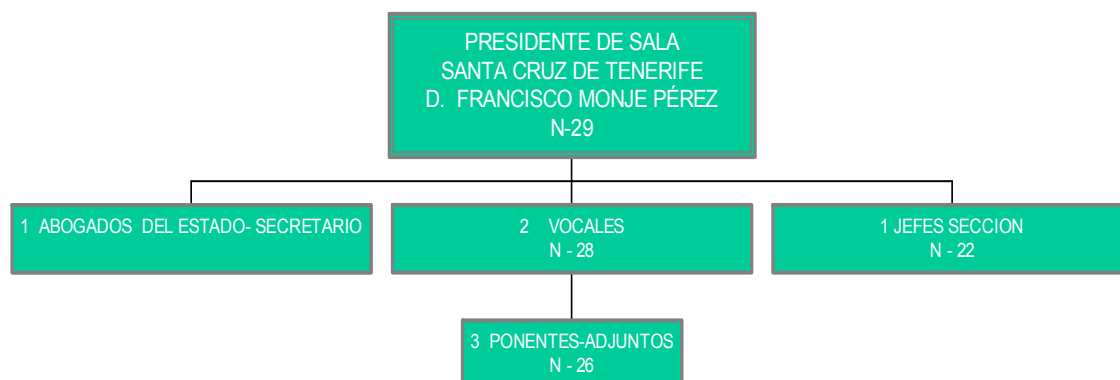 PRESIDENTE DE SALA
SANTA CRUZ DE TENERIFE
D. FRANCISCO MONJE PÉREZ
N-29
1 ABOGADOS DEL ESTADO- SECRETARIO
2 VOCALES
N - 28
1 JEFES SECCION
N - 22
3 PONENTES-ADJUNTOS
N - 26